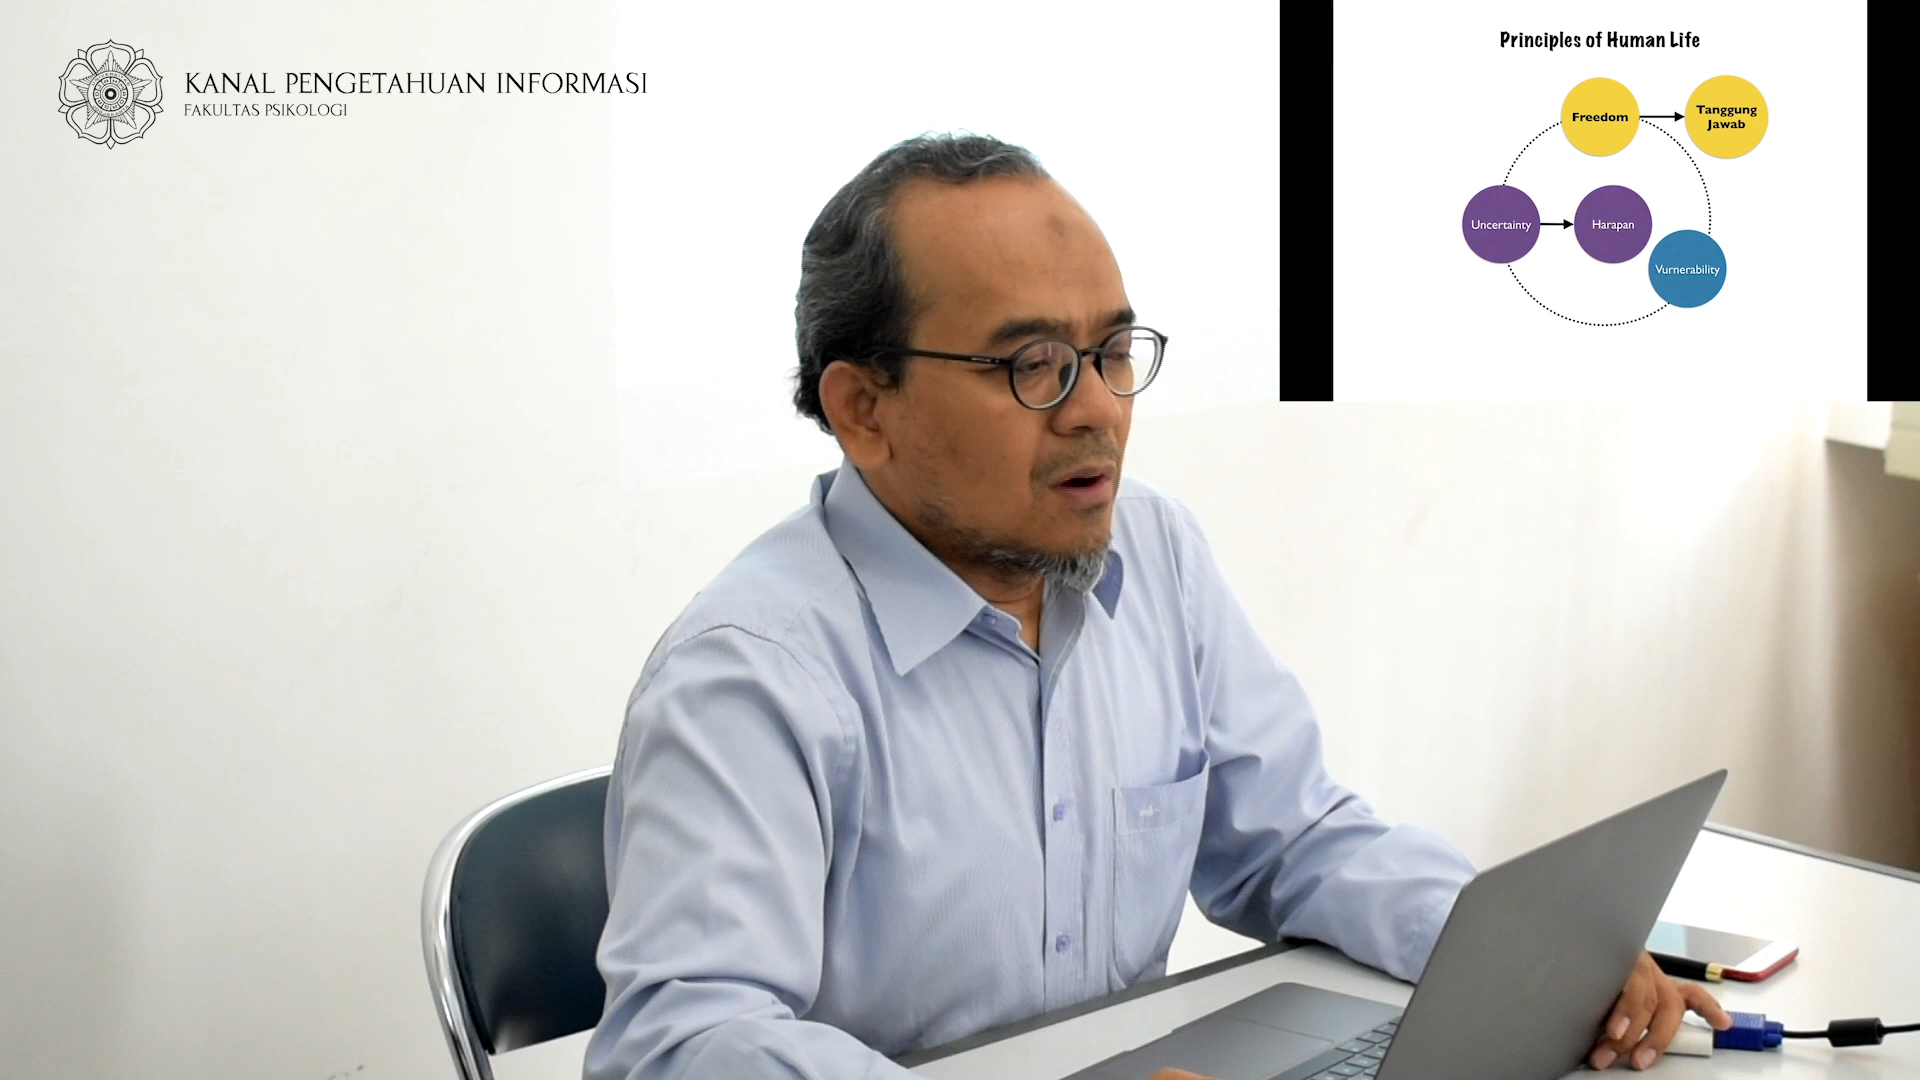 KANAL PENGETAHUAN INFORMASI
FAKULTAS PSIKOLOGI
Principles of Human Life
Freedom
Tanggung
Jawab
Uncertainty
Harapan
Vurnerability